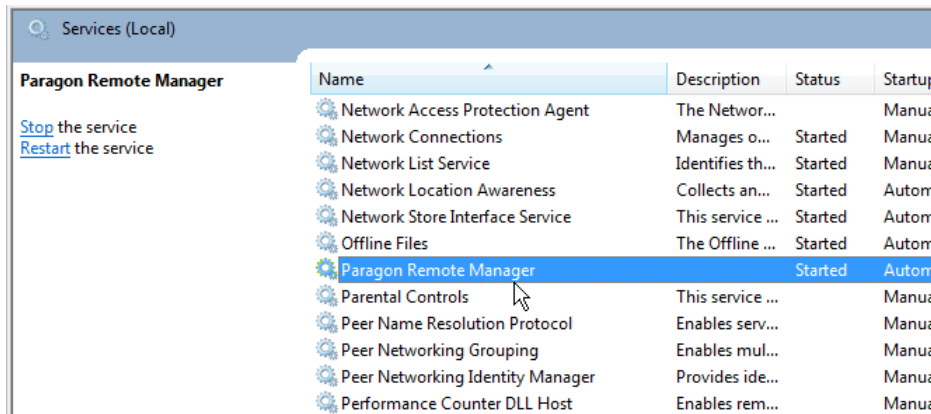 Services (Local)
Paragon Remote Manager
Stop the service
Restart the service
Name Description Status Startup
Network Access Protection Agent The Networ... Manua
Network Connections Manages o... Started Manua
Network List Service Identifies th... Started Manua
Network Location Awareness Collects an... Started Autom
Network Store Interface Service This service ... Started Autom
Offline Files The Offline ... Started Autom
Paragon Remote Manager Started Autom
Parental Controls This service ... Manua
Peer Name Resolution Protocol Enables serv... Manua
Peer Networking Grouping Enables mul... Manua
Peer Networking Identity Manager Provides ide... Manua
Performance Counter DLL Host Enables rem... Manua